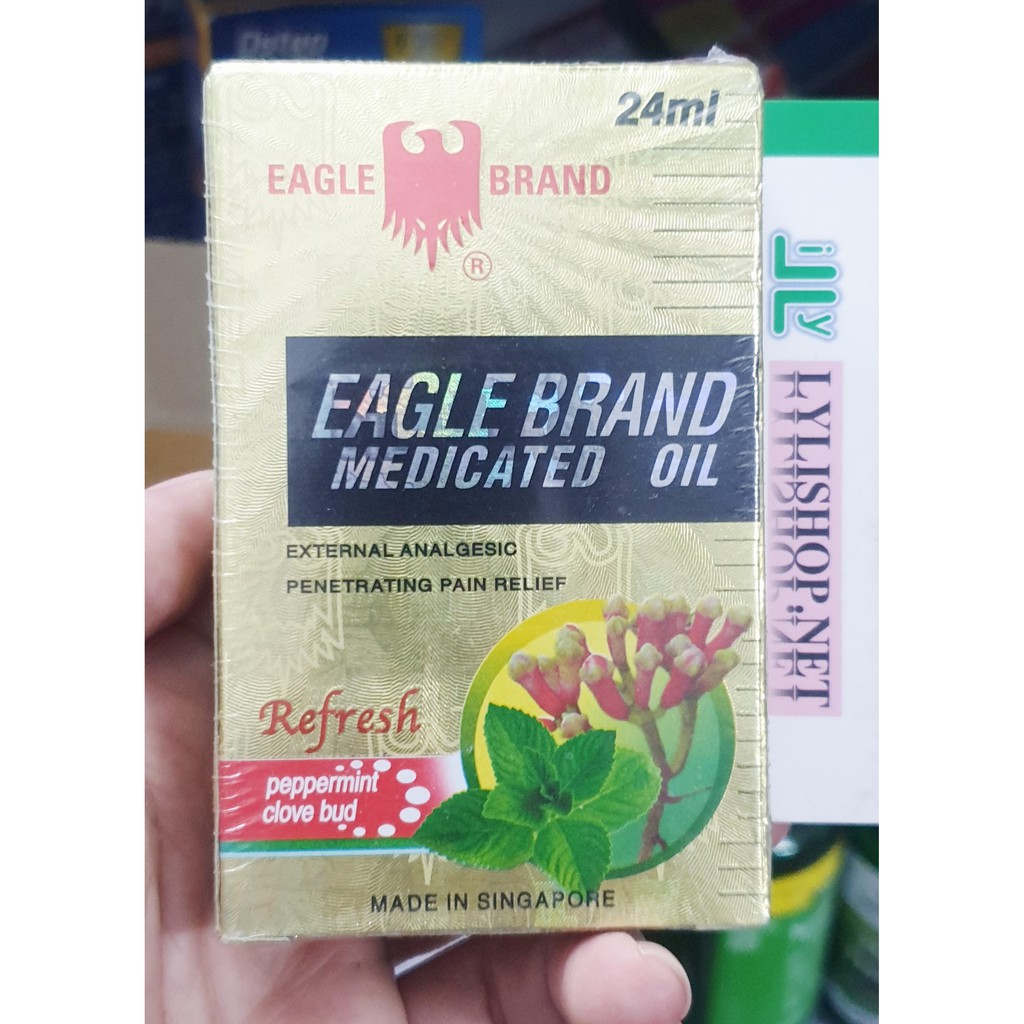 24ml
EAGLE BRAND
®
EAGLE BRAND
MEDICATED OIL
EXTERNAL ANALGESIC
PENETRATING PAIN RELIEF
Refresh
peppermint
clove bud
MADE IN SINGAPORE
LYLISHOP.NET